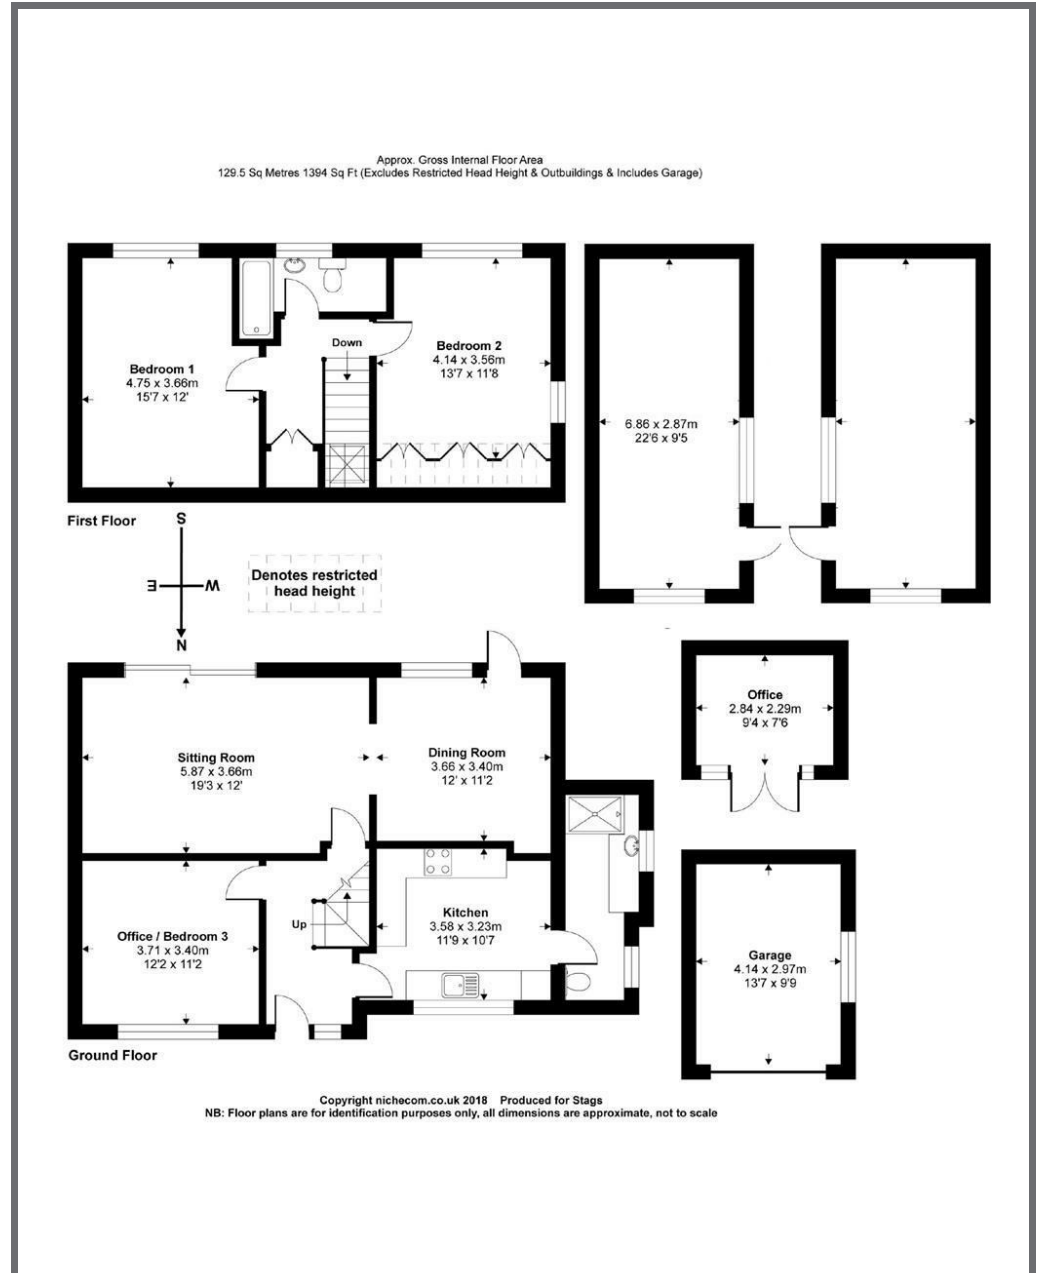 Approx. Gross Internal Floor Area
129.5 Sq Metres 1394 Sq Ft (Excludes Restricted Head Height & Outbuildings & Includes Garage)
Down
Bedroom 1
4.75 x 3.66m
15'7 x 12'
Bedroom 2
4.14 x 3.56m
13'7 x 11'8
6.86 x 2.87m
22'6 x 9'5
First Floor
S
E
W
N
Denotes restricted
head height
Sitting Room
5.87 x 3.66m
19'3 x 12'
Dining Room
3.66 x 3.40m
12' x 11'2
Office
2.84 x 2.29m
9'4 x 7'6
Office / Bedroom 3
3.71 x 3.40m
12'2 x 11'2
Up
Kitchen
3.58 x 3.23m
11'9 x 10'7
Garage
4.14 x 2.97m
13'7 x 9'9
Ground Floor
Copyright nichecom.co.uk 2018 Produced for Stags
NB: Floor plans are for identification purposes only, all dimensions are approximate, not to scale